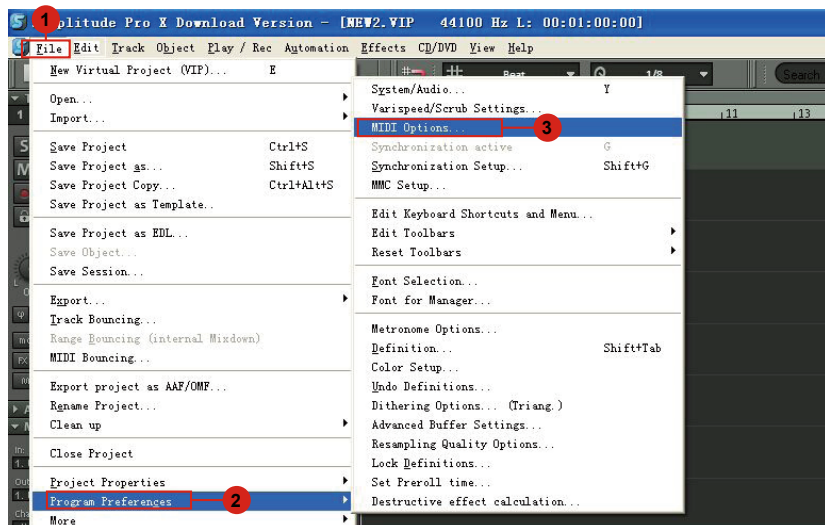 plitude Pro X Download Version - [NEW2.VIP 44100 Hz L: 00:01:00:00]
1
File Edit Track Object Play / Rec Automation Effects CD/DVD View Help
New Virtual Project (VIP)... E
Open...
Import...
Save Project Ctrl+S
Save Project as... Shift+S
Save Project Copy... Ctrl+Alt+S
Save Project as Template..
Save Project as EDL...
Save Object...
Save Session...
Export...
Track Bouncing...
Range Bouncing (internal Mixdown)
MIDI Bouncing...
Export project as AAF/OMF...
Rename Project...
Clean up
Close Project
Project Properties
Program Preferences 2
More
Beat 1/8 Search
System/Audio... Y
Varispeed/Scrub Settings...
MIDI Options... 3
Synchronization active G
Synchronization Setup... Shift+G
MMC Setup...
Edit Keyboard Shortcuts and Menu...
Edit Toolbars
Reset Toolbars
Font Selection...
Font for Manager...
Metronome Options...
Definition... Shift+Tab
Color Setup...
Undo Definitions...
Dithering Options... (Triang.)
Advanced Buffer Settings...
Resampling Quality Options...
Lock Definitions...
Set Preroll time...
Destructive effect calculation...
11 13
1
S
M